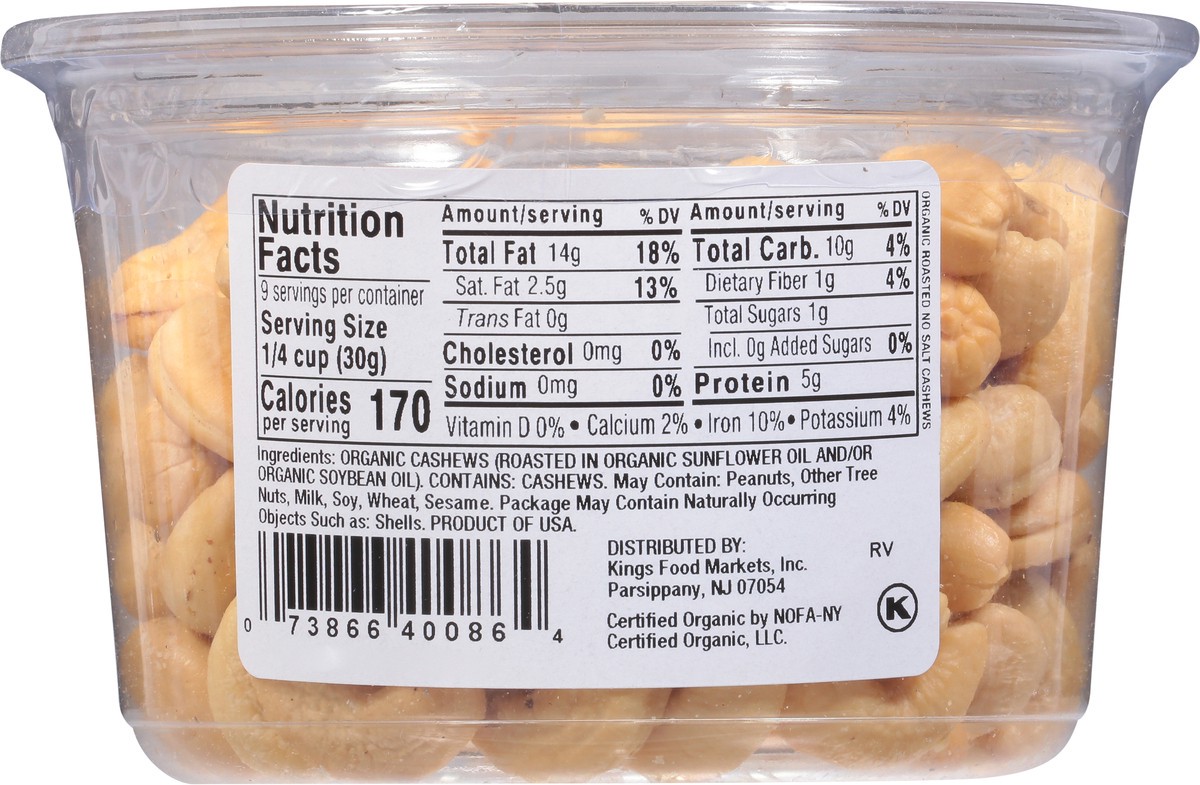 Nutrition
Facts
9 servings per container
Serving Size
1/4 cup (30g)
Calories 170
per serving
Amount/serving % DV
Total Fat 14g 18%
Sat. Fat 2.5g 13%
Trans Fat 0g
Cholesterol 0mg 0%
Sodium 0mg 0%
Amount/serving % DV
Total Carb. 10g 4%
Dietary Fiber 1g 4%
Total Sugars 1g
Incl. 0g Added Sugars 0%
Protein 5g
Vitamin D 0% • Calcium 2% • Iron 10% • Potassium 4%
ORGANIC ROASTED NO SALT CASHEWS
Ingredients: ORGANIC CASHEWS (ROASTED IN ORGANIC SUNFLOWER OIL AND/OR
ORGANIC SOYBEAN OIL). CONTAINS: CASHEWS. May Contain: Peanuts, Other Tree
Nuts, Milk, Soy, Wheat, Sesame. Package May Contain Naturally Occurring
Objects Such as: Shells. PRODUCT OF USA.
0 73866 40086 4
DISTRIBUTED BY:
Kings Food Markets, Inc.
Parsippany, NJ 07054
Certified Organic by NOFA-NY
Certified Organic, LLC.
RV
K